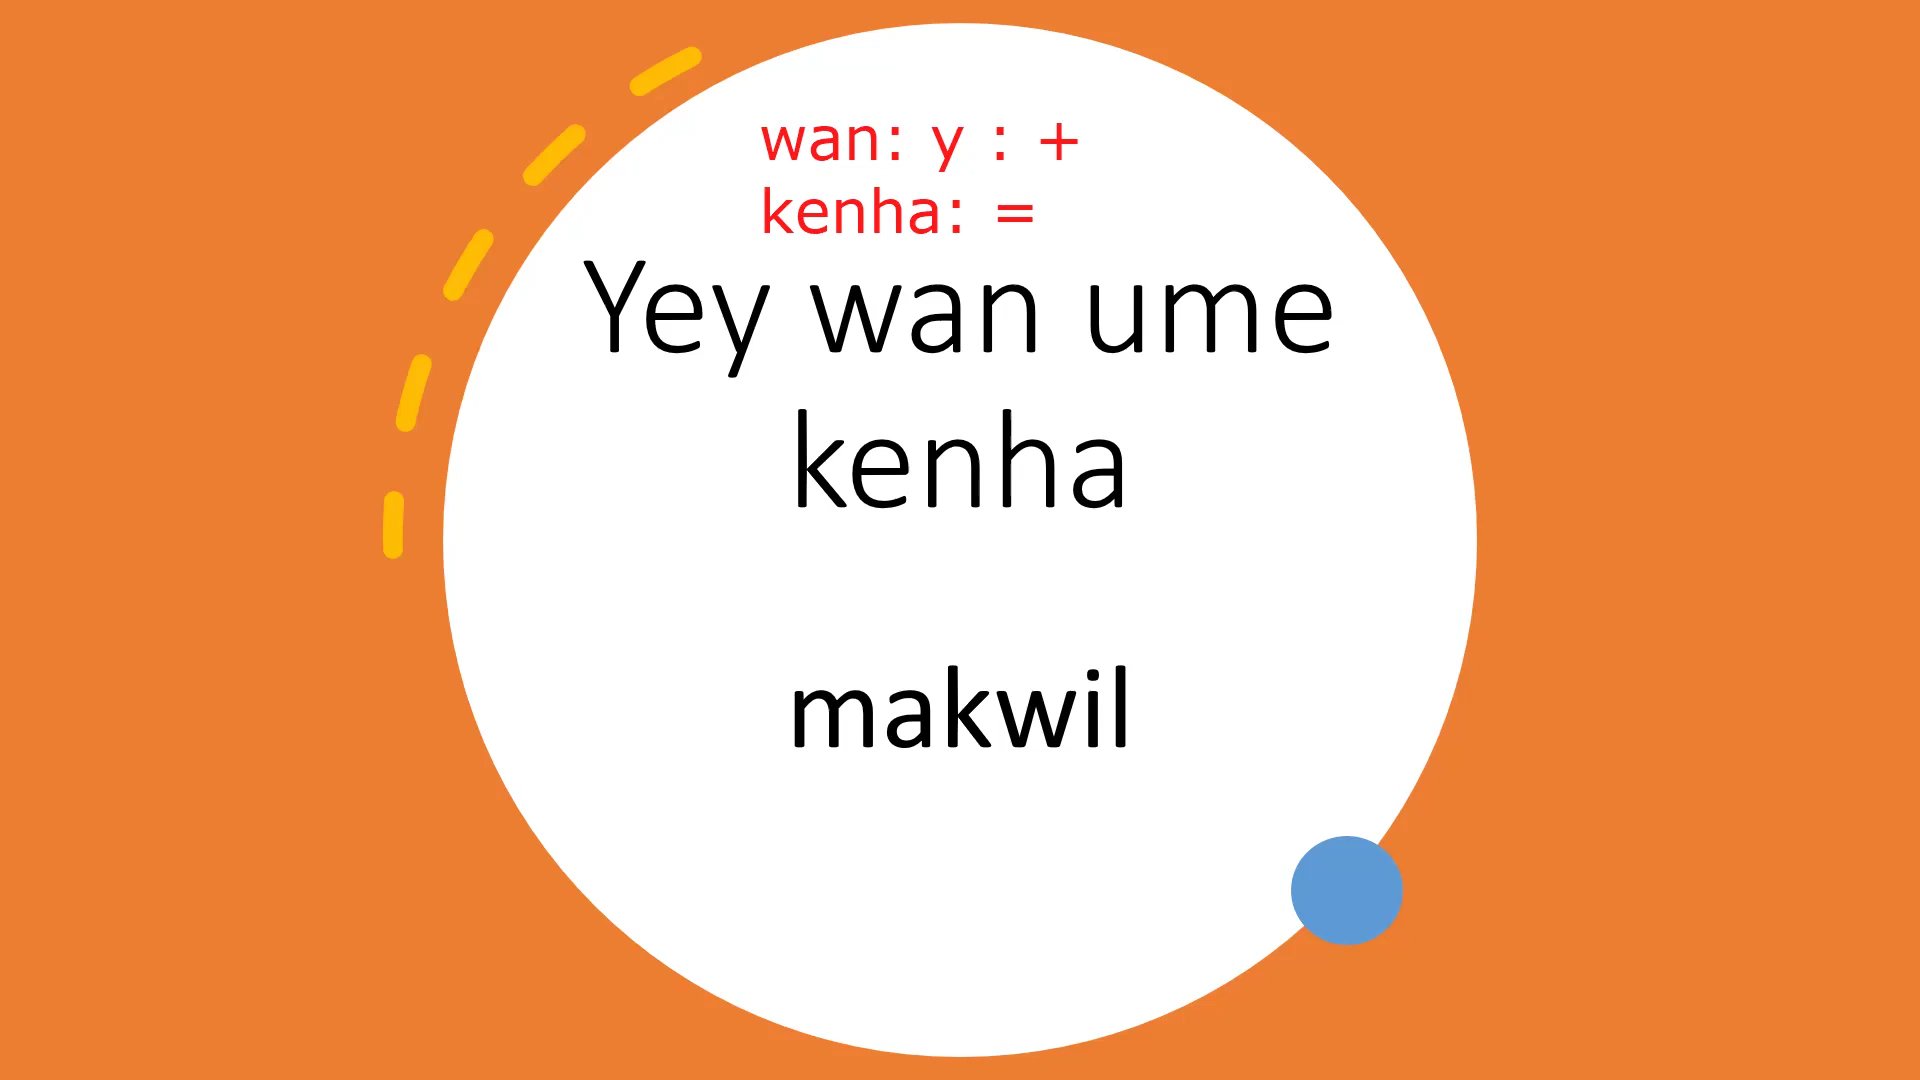 wan: y : +
kenha: =
Yey wan ume
kenha
makwil